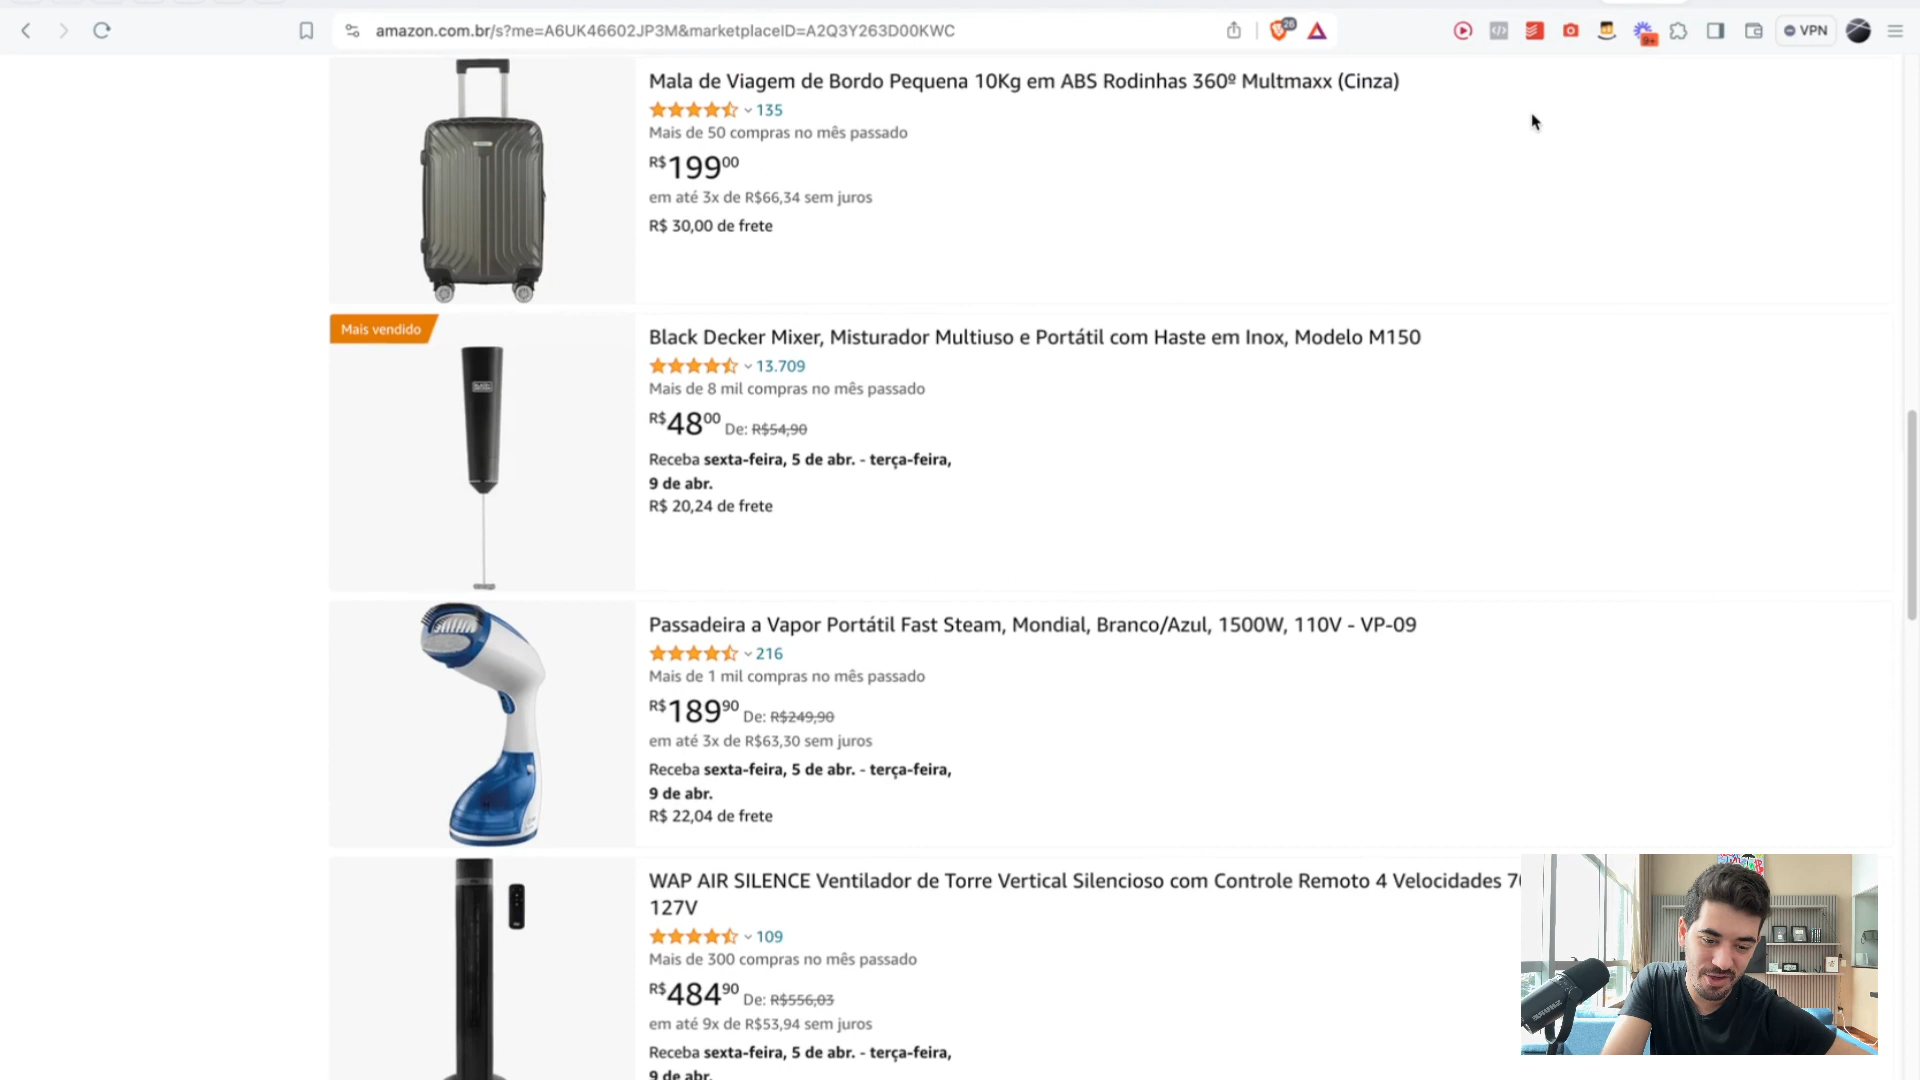 amazon.com.br/s?me=A6UK46602JP3M&marketplaceID=A2Q3Y263D00KWC
26
9+
VPN
Mala de Viagem de Bordo Pequena 10Kg em ABS Rodinhas 360º Multmaxx (Cinza)
135
Mais de 50 compras no mês passado
R$19900
em até 3x de R$66,34 sem juros
R$ 30,00 de frete
Mais vendido
Black Decker Mixer, Misturador Multiuso e Portátil com Haste em Inox, Modelo M150
13.709
Mais de 8 mil compras no mês passado
R$4800 De: R$54,90
Receba sexta-feira, 5 de abr. - terça-feira,
9 de abr.
R$ 20,24 de frete
Passadeira a Vapor Portátil Fast Steam, Mondial, Branco/Azul, 1500W, 110V - VP-09
216
Mais de 1 mil compras no mês passado
R$18990 De: R$249,90
em até 3x de R$63,30 sem juros
Receba sexta-feira, 5 de abr. - terça-feira,
9 de abr.
R$ 22,04 de frete
WAP AIR SILENCE Ventilador de Torre Vertical Silencioso com Controle Remoto 4 Velocidades
127V
109
Mais de 300 compras no mês passado
R$48490 De: R$556,03
em até 9x de R$53,94 sem juros
Receba sexta-feira, 5 de abr. - terça-feira,
9 de abr.